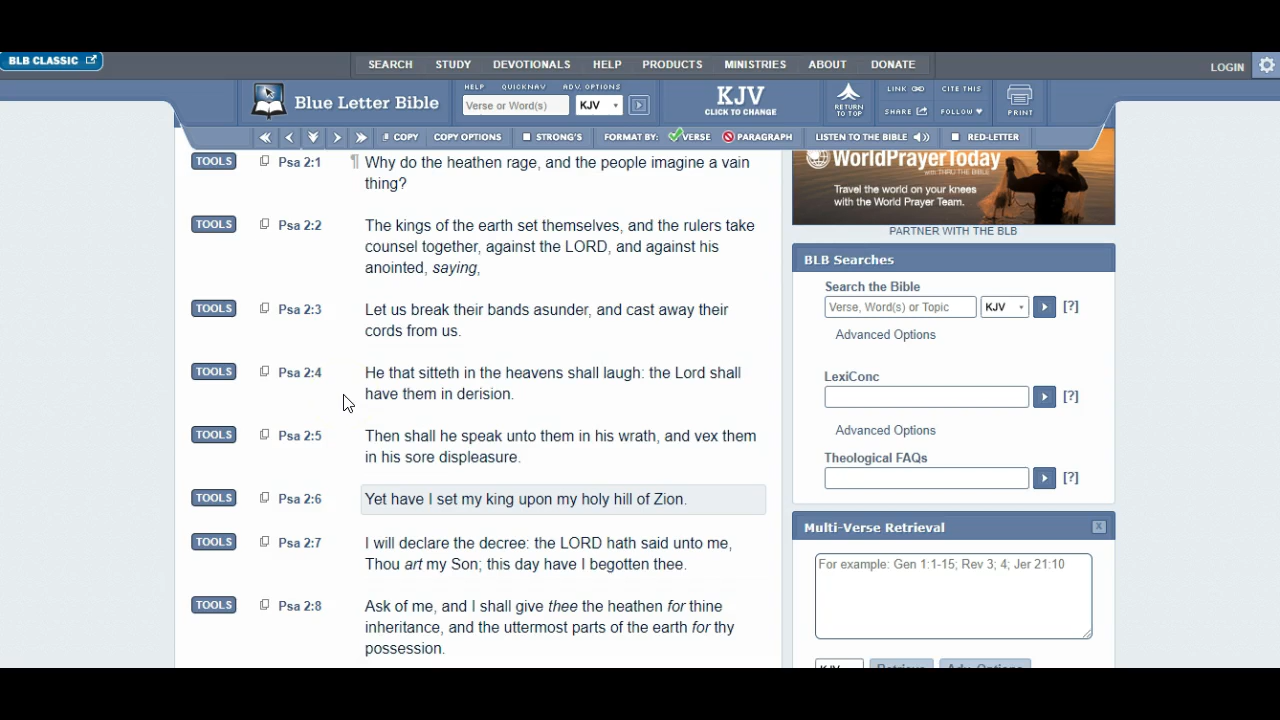 BLB CLASSIC
SEARCH STUDY DEVOTIONALS HELP PRODUCTS MINISTRIES ABOUT DONATE
LOGIN
Blue Letter Bible
HELP QUICKNAV ADV. OPTIONS
Verse or Word(s) KJV
KJV
CLICK TO CHANGE
RETURN
TO TOP
LINK CITE THIS
SHARE FOLLOW
PRINT
COPY COPY OPTIONS STRONG'S FORMAT BY: VERSE PARAGRAPH LISTEN TO THE BIBLE RED-LETTER
TOOLS Psa 2:1 ¶ Why do the heathen rage, and the people imagine a vain
thing?
TOOLS Psa 2:2 The kings of the earth set themselves, and the rulers take
counsel together, against the LORD, and against his
anointed, saying,
TOOLS Psa 2:3 Let us break their bands asunder, and cast away their
cords from us.
TOOLS Psa 2:4 He that sitteth in the heavens shall laugh: the Lord shall
have them in derision.
TOOLS Psa 2:5 Then shall he speak unto them in his wrath, and vex them
in his sore displeasure.
TOOLS Psa 2:6 Yet have I set my king upon my holy hill of Zion.
TOOLS Psa 2:7 I will declare the decree: the LORD hath said unto me,
Thou art my Son; this day have I begotten thee.
TOOLS Psa 2:8 Ask of me, and I shall give thee the heathen for thine
inheritance, and the uttermost parts of the earth for thy
possession.
WorldPrayerToday
with THRU THE BIBLE
Travel the world on your knees
with the World Prayer Team.
PARTNER WITH THE BLB
BLB Searches
Search the Bible
Verse, Word(s) or Topic KJV [?]
Advanced Options
LexiConc
[?]
Advanced Options
Theological FAQs
[?]
Multi-Verse Retrieval X
For example: Gen 1:1-15; Rev 3; 4; Jer 21:10
KJV Retrieve Adv. Options